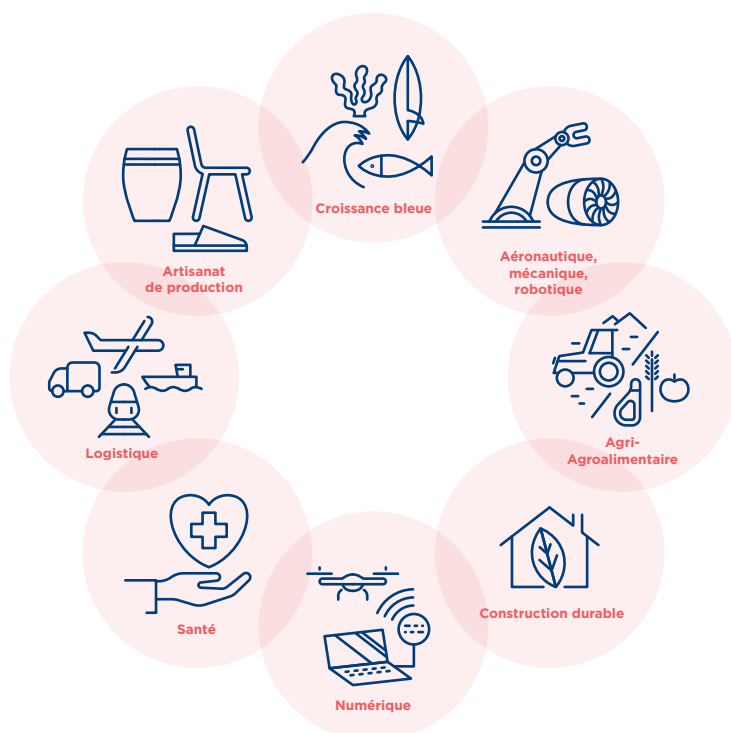 Croissance bleue
Aéronautique,
mécanique,
robotique
Agri-
Agroalimentaire
Construction durable
Numérique
Santé
Logistique
Artisanat
de production